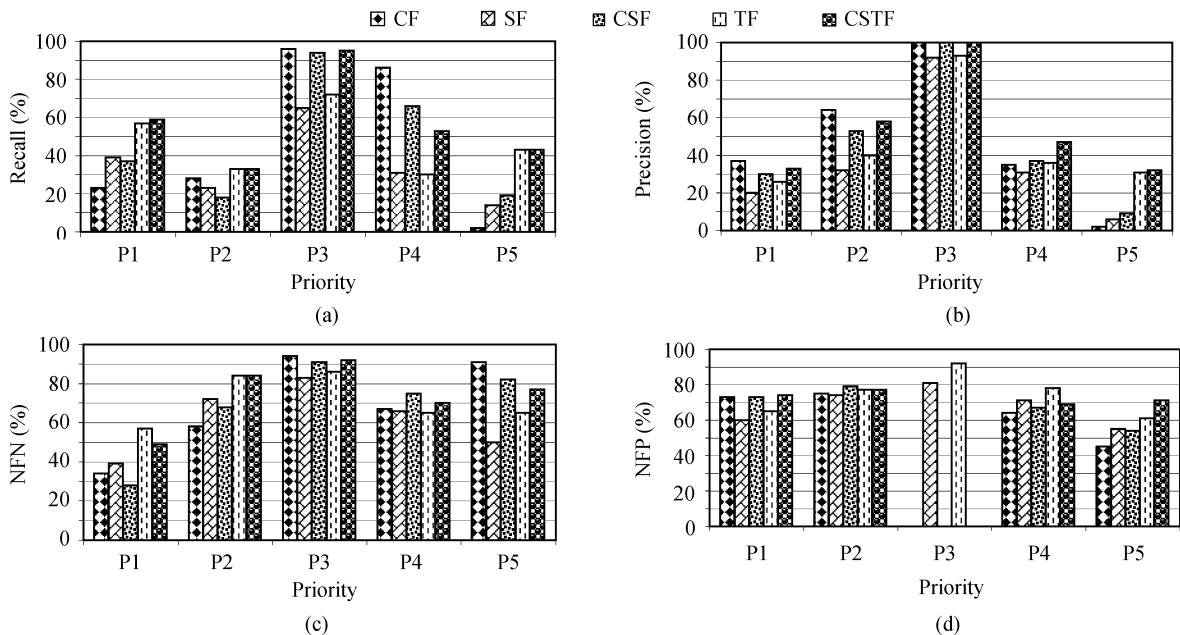 CF SF CSF TF CSTF
Recall (%)
100
80
60
40
20
0
P1 P2 P3 P4 P5
Priority
(a)
Precision (%)
100
80
60
40
20
0
P1 P2 P3 P4 P5
Priority
(b)
NFN (%)
100
80
60
40
20
0
P1 P2 P3 P4 P5
Priority
(c)
NFP (%)
100
80
60
40
20
0
P1 P2 P3 P4 P5
Priority
(d)